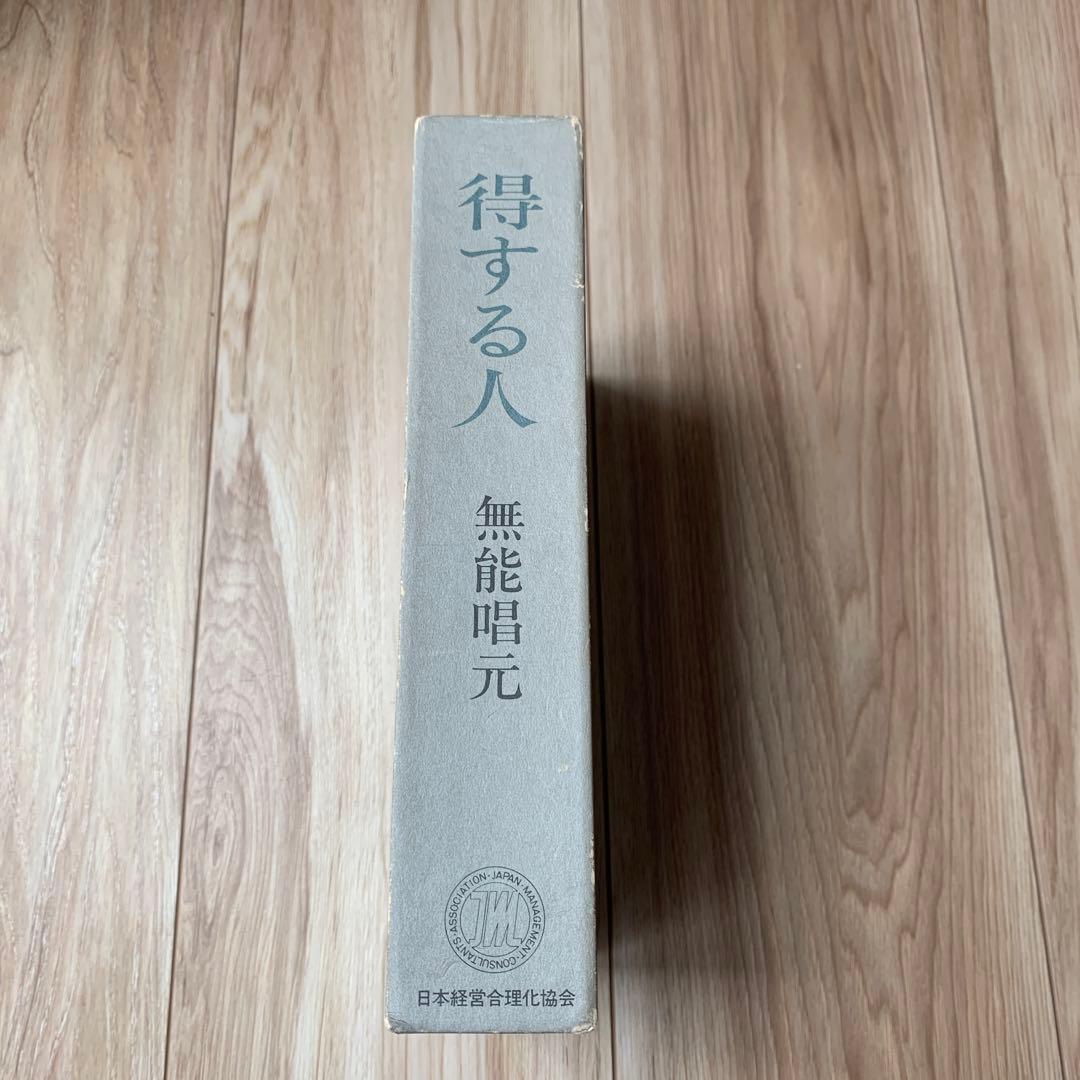 得する人
無能唱元
ASSOCIATION・JAPAN・MANAGEMENT・CONSULTANTS・
JM
日本経営合理化協会